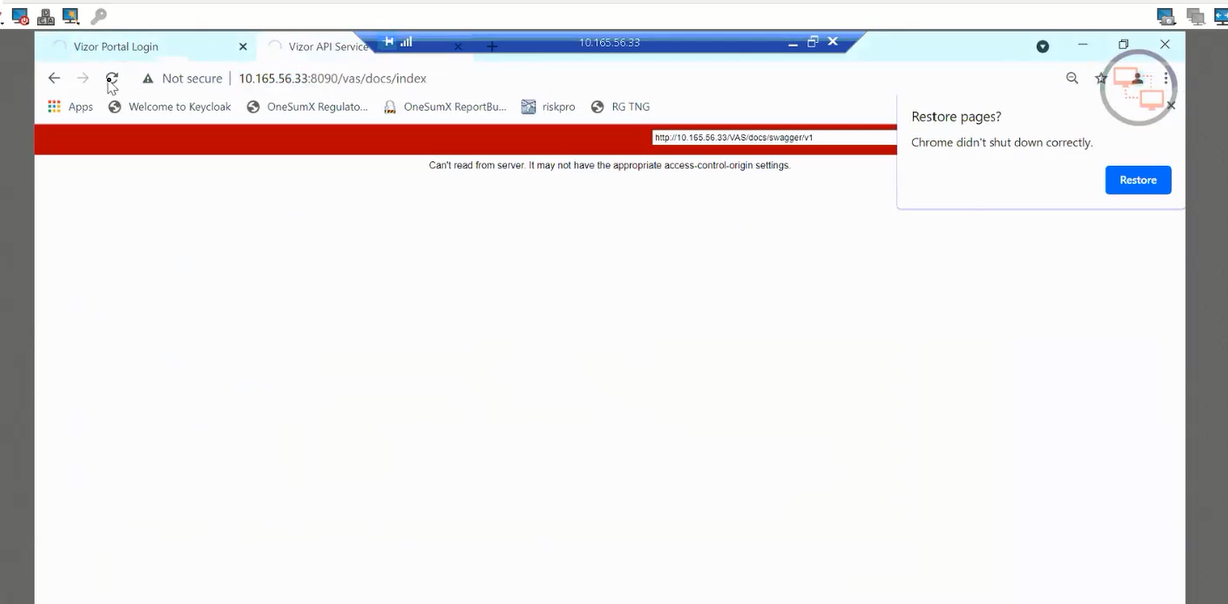 10.165.56.33
Vizor Portal Login
Vizor API Service
Not secure
10.165.56.33:8090/vas/docs/index
Apps
Welcome to Keycloak
OneSumX Regulato...
OneSumX ReportBu...
riskpro
RG TNG
http://10.165.56.33/VAS/docs/swagger/v1
Can't read from server. It may not have the appropriate access-control-origin settings.
Restore pages?
Chrome didn't shut down correctly.
Restore